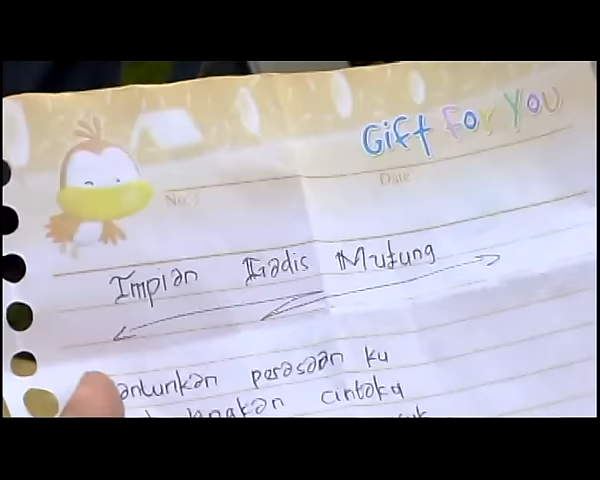 Gift FOR YOU
No.:
Date
Impian Gadis Mutung
perasaan ku
cintaku